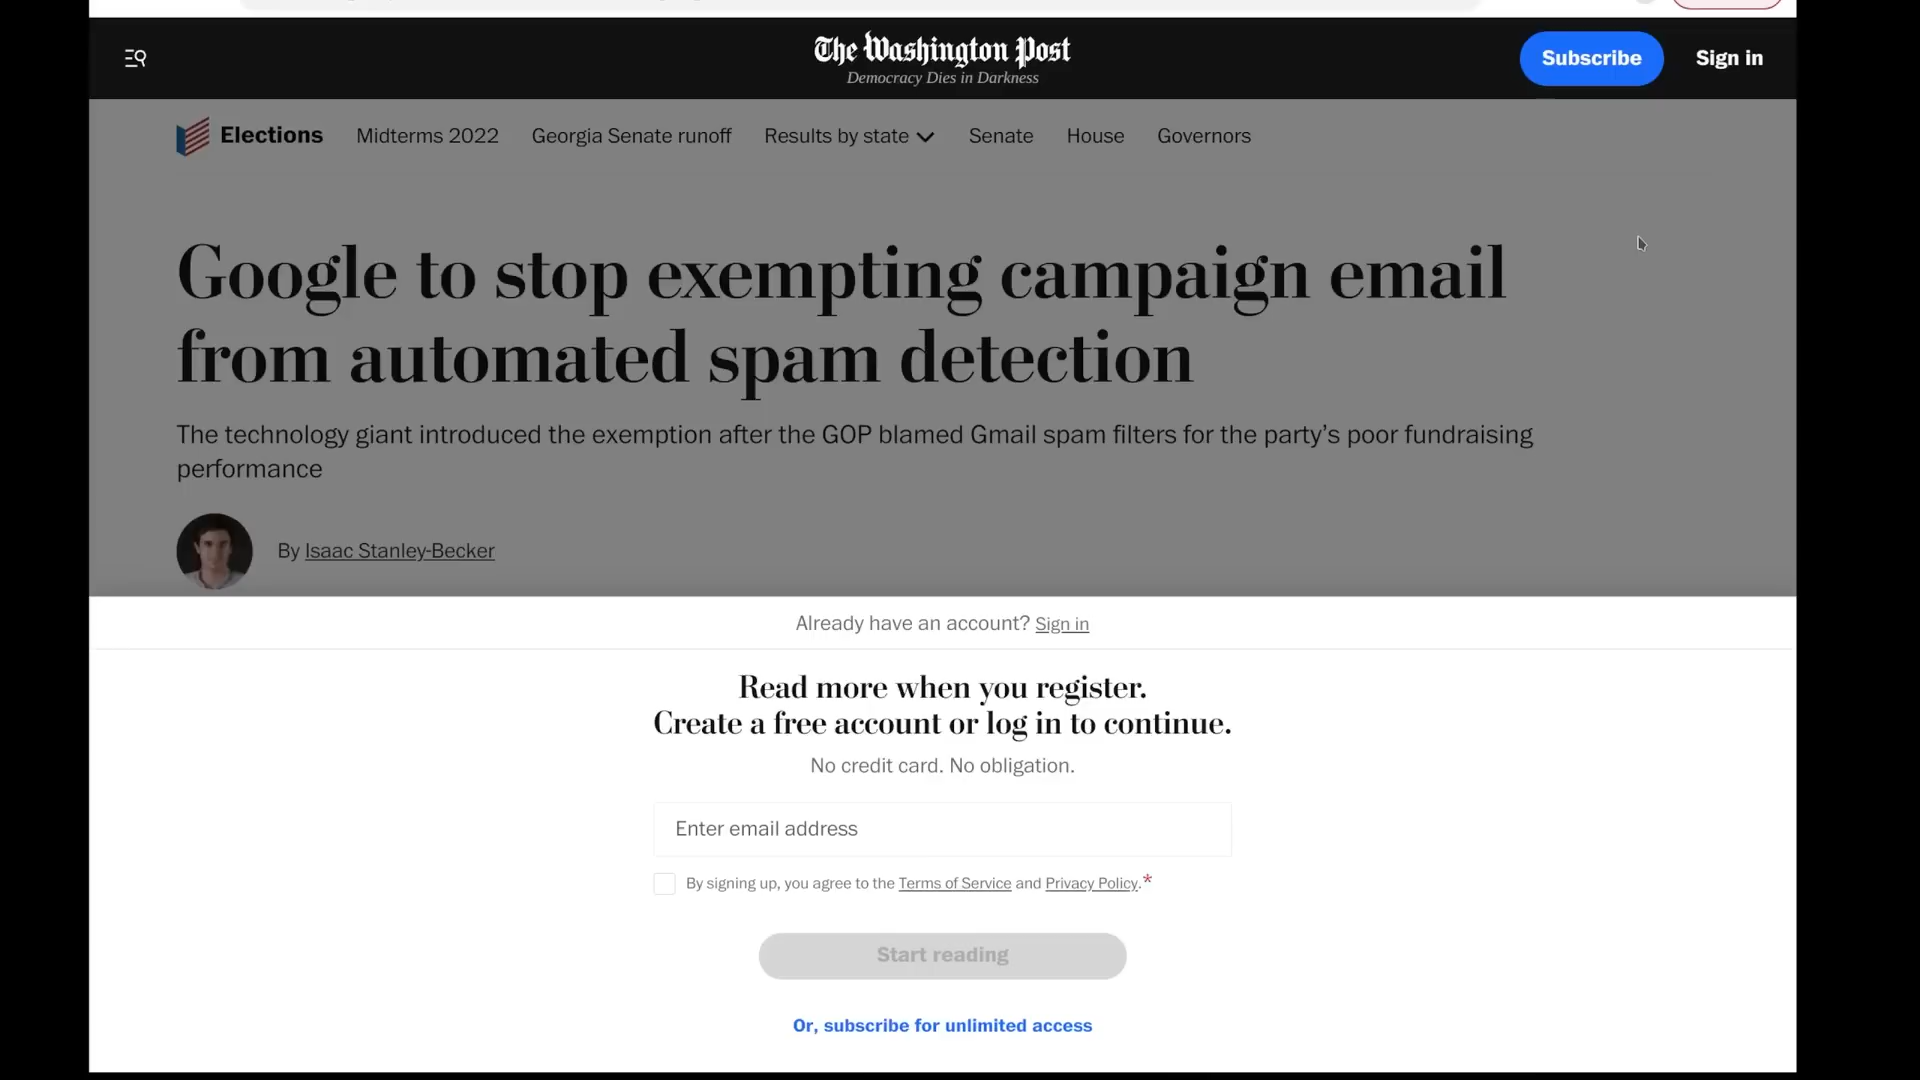 The Washington Post
Democracy Dies in Darkness
Subscribe
Sign in
Elections
Midterms 2022
Georgia Senate runoff
Results by state
Senate
House
Governors
Google to stop exempting campaign email
from automated spam detection
The technology giant introduced the exemption after the GOP blamed Gmail spam filters for the party’s poor fundraising
performance
By Isaac Stanley-Becker
Already have an account? Sign in
Read more when you register.
Create a free account or log in to continue.
No credit card. No obligation.
Enter email address
By signing up, you agree to the Terms of Service and Privacy Policy.*
Start reading
Or, subscribe for unlimited access